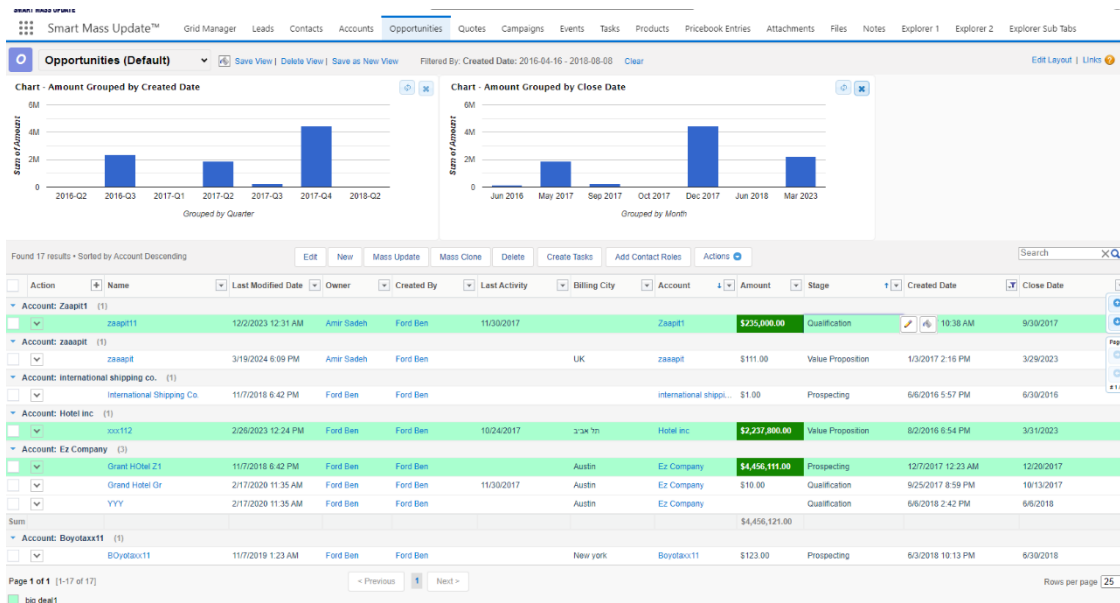 SMART MASS UPDATE
Smart Mass Update™ Grid Manager Leads Contacts Accounts Opportunities Quotes Campaigns Events Tasks Products Pricebook Entries Attachments Files Notes Explorer 1 Explorer 2 Explorer Sub Tabs
O Opportunities (Default) Save View | Delete View | Save as New View Filtered By: Created Date: 2016-04-16 - 2018-08-08 Clear Edit Layout | Links ?
Chart - Amount Grouped by Created Date
6M
4M
2M
0
Sum of Amount
2016-Q2 2016-Q3 2017-Q1 2017-Q2 2017-Q3 2017-Q4 2018-Q2
Grouped by Quarter
Chart - Amount Grouped by Close Date
6M
4M
2M
0
Sum of Amount
Jun 2016 May 2017 Sep 2017 Oct 2017 Dec 2017 Jun 2018 Mar 2023
Grouped by Month
Found 17 results • Sorted by Account Descending Edit New Mass Update Mass Clone Delete Create Tasks Add Contact Roles Actions Search
Action Name Last Modified Date Owner Created By Last Activity Billing City Account Amount Stage Created Date Close Date
Account: Zaapit1 (1)
zaapit11 12/2/2023 12:31 AM Amir Sadeh Ford Ben 11/30/2017 Zaapit1 $235,000.00 Qualification 10:38 AM 9/30/2017
Account: zaaapit (1)
zaaapit 3/19/2024 6:09 PM Amir Sadeh Ford Ben UK zaaapit $111.00 Value Proposition 1/3/2017 2:16 PM 3/29/2023
Account: international shipping co. (1)
International Shipping Co. 11/7/2018 6:42 PM Ford Ben Ford Ben international shippi... $1.00 Prospecting 6/6/2016 5:57 PM 6/30/2016
Account: Hotel inc (1)
xxx112 2/26/2023 12:24 PM Ford Ben Ford Ben 10/24/2017 תל אביב Hotel inc $2,237,800.00 Value Proposition 8/2/2016 6:54 PM 3/31/2023
Account: Ez Company (3)
Grant HOtel Z1 11/7/2018 6:42 PM Ford Ben Ford Ben Austin Ez Company $4,456,111.00 Prospecting 12/7/2017 12:23 AM 12/20/2017
Grand Hotel Gr 2/17/2020 11:35 AM Ford Ben Ford Ben 11/30/2017 Austin Ez Company $10.00 Qualification 9/25/2017 8:59 PM 10/13/2017
YYY 2/17/2020 11:35 AM Ford Ben Ford Ben Austin Ez Company Qualification 6/6/2018 2:42 PM 6/6/2018
Sum $4,456,121.00
Account: Boyotaxx11 (1)
BOyotaxx11 11/7/2019 1:23 AM Ford Ben Ford Ben New york Boyotaxx11 $123.00 Prospecting 6/3/2018 10:13 PM 6/30/2018
Page 1 of 1 [1-17 of 17] < Previous 1 Next > Rows per page 25
big deal1